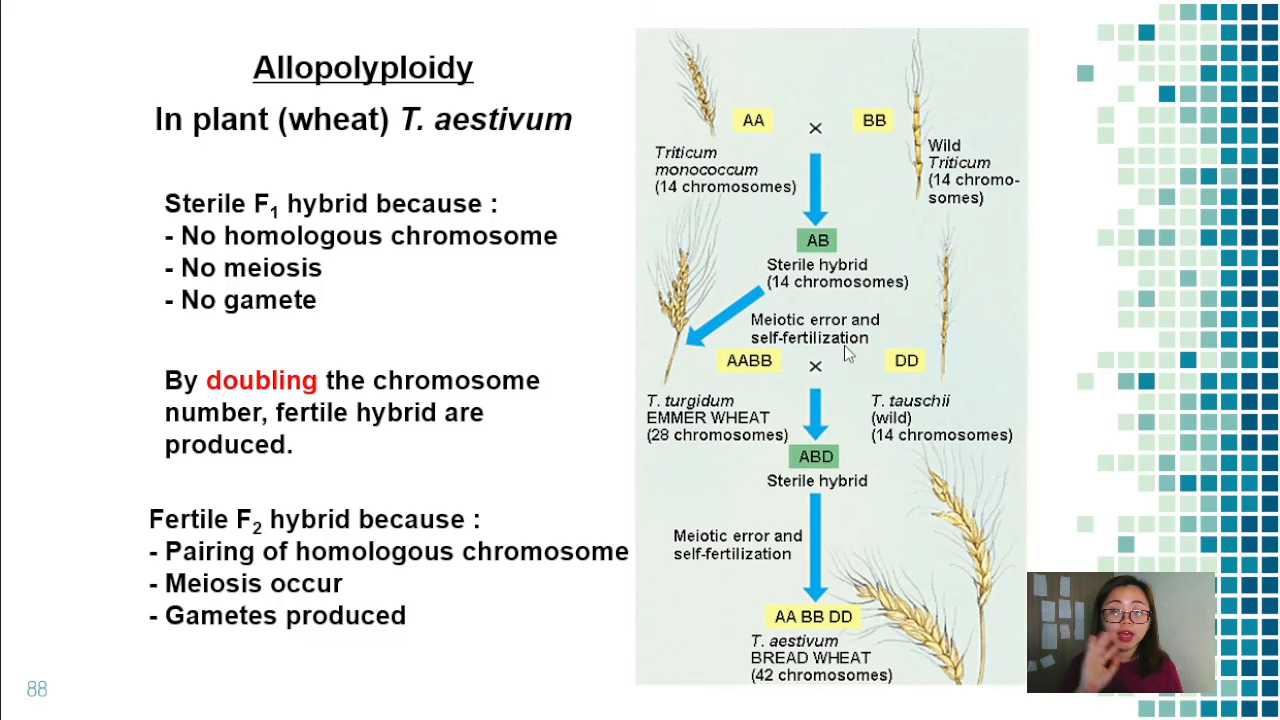 Allopolyploidy
In plant (wheat) T. aestivum
Sterile F1 hybrid because :
- No homologous chromosome
- No meiosis
- No gamete
By doubling the chromosome
number, fertile hybrid are
produced.
Fertile F2 hybrid because :
- Pairing of homologous chromosome
- Meiosis occur
- Gametes produced
AA
×
BB
Triticum
monococcum
(14 chromosomes)
Wild
Triticum
(14 chromo-
somes)
AB
Sterile hybrid
(14 chromosomes)
Meiotic error and
self-fertilization
AABB
×
DD
T. turgidum
EMMER WHEAT
(28 chromosomes)
T. tauschii
(wild)
(14 chromosomes)
ABD
Sterile hybrid
Meiotic error and
self-fertilization
AA BB DD
T. aestivum
BREAD WHEAT
(42 chromosomes)
88